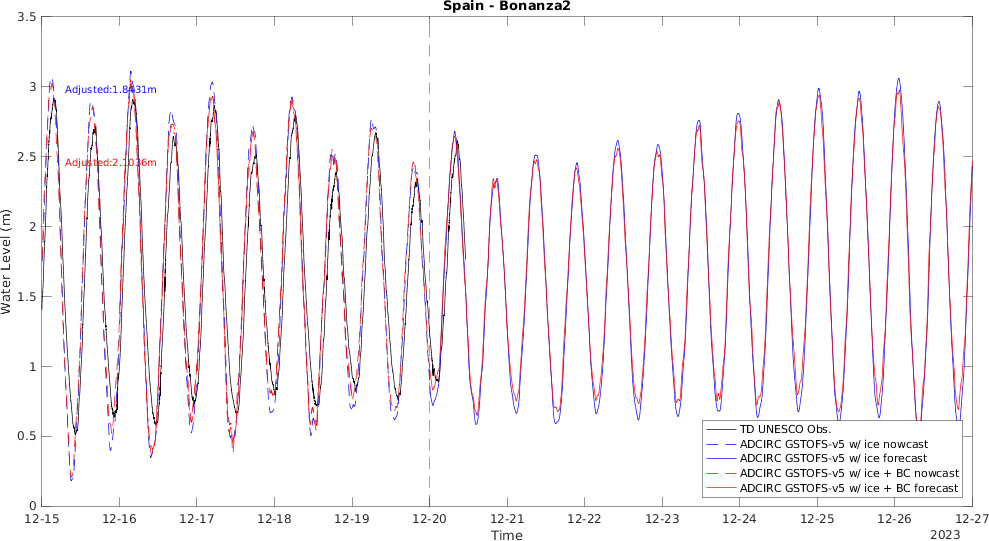 Spain - Bonanza2
3.5
3
2.5
2
1.5
1
0.5
0
Water Level (m)
Adjusted:1.8431m
Adjusted:2.1036m
TD UNESCO Obs.
ADCIRC GSTOFS-v5 w/ ice nowcast
ADCIRC GSTOFS-v5 w/ ice forecast
ADCIRC GSTOFS-v5 w/ ice + BC nowcast
ADCIRC GSTOFS-v5 w/ ice + BC forecast
12-15 12-16 12-17 12-18 12-19 12-20 12-21 12-22 12-23 12-24 12-25 12-26 12-27
Time
2023